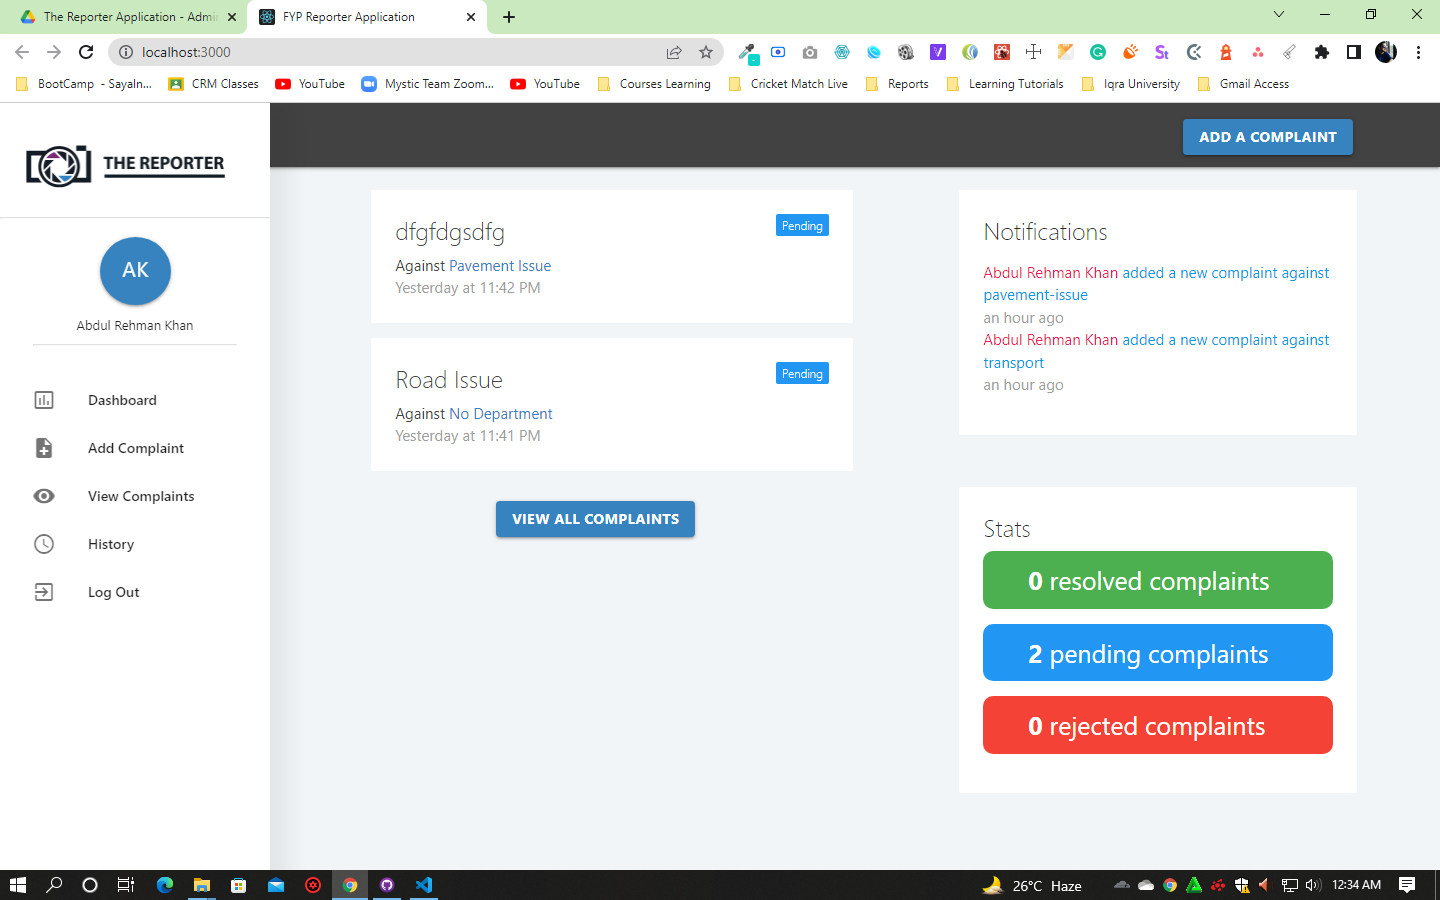 The Reporter Application - Admi
FYP Reporter Application
localhost:3000
BootCamp - SayaIn...
CRM Classes
YouTube
Mystic Team Zoom...
YouTube
Courses Learning
Cricket Match Live
Reports
Learning Tutorials
Iqra University
Gmail Access
THE REPORTER
ADD A COMPLAINT
AK
Abdul Rehman Khan
Dashboard
Add Complaint
View Complaints
History
Log Out
dfgfdgsdfg
Pending
Against Pavement Issue
Yesterday at 11:42 PM
Road Issue
Pending
Against No Department
Yesterday at 11:41 PM
VIEW ALL COMPLAINTS
Notifications
Abdul Rehman Khan added a new complaint against
pavement-issue
an hour ago
Abdul Rehman Khan added a new complaint against
transport
an hour ago
Stats
0 resolved complaints
2 pending complaints
0 rejected complaints
26°C Haze
12:34 AM